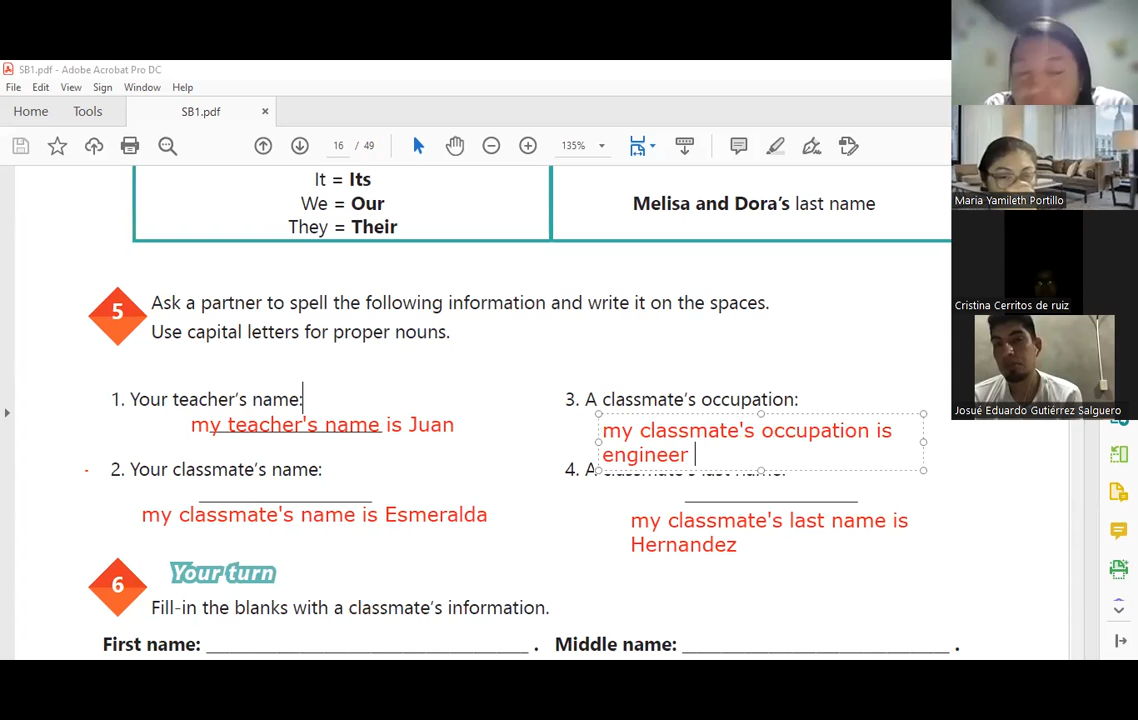 SB1.pdf - Adobe Acrobat Pro DC
File Edit View Sign Window Help
Home Tools SB1.pdf ×
16 / 49 135%
It = Its
We = Our
They = Their
Melisa and Dora's last name
5 Ask a partner to spell the following information and write it on the spaces.
Use capital letters for proper nouns.
1. Your teacher's name:
my teacher's name is Juan
2. Your classmate's name:
my classmate's name is Esmeralda
3. A classmate's occupation:
my classmate's occupation is
engineer
4. A classmate's last name:
my classmate's last name is
Hernandez
6 Your turn
Fill-in the blanks with a classmate's information.
First name: . Middle name: .
Maria Yamileth Portillo
Cristina Cerritos de ruiz
Josué Eduardo Gutiérrez Salguero